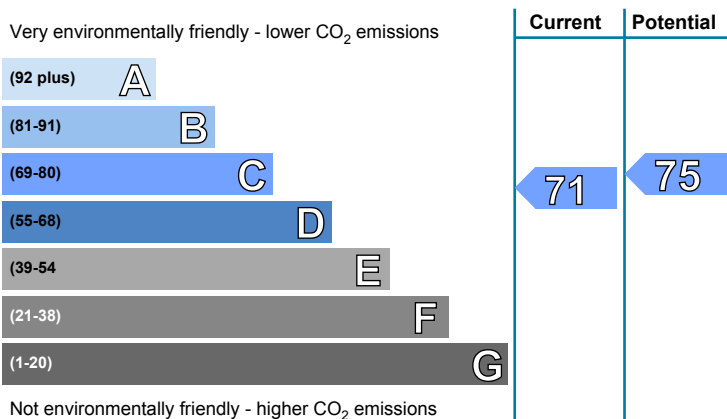 Current Potential
Very environmentally friendly - lower CO2 emissions
(92 plus) A
(81-91) B
(69-80) C
71 75
(55-68) D
(39-54 E
(21-38) F
(1-20) G
Not environmentally friendly - higher CO2 emissions